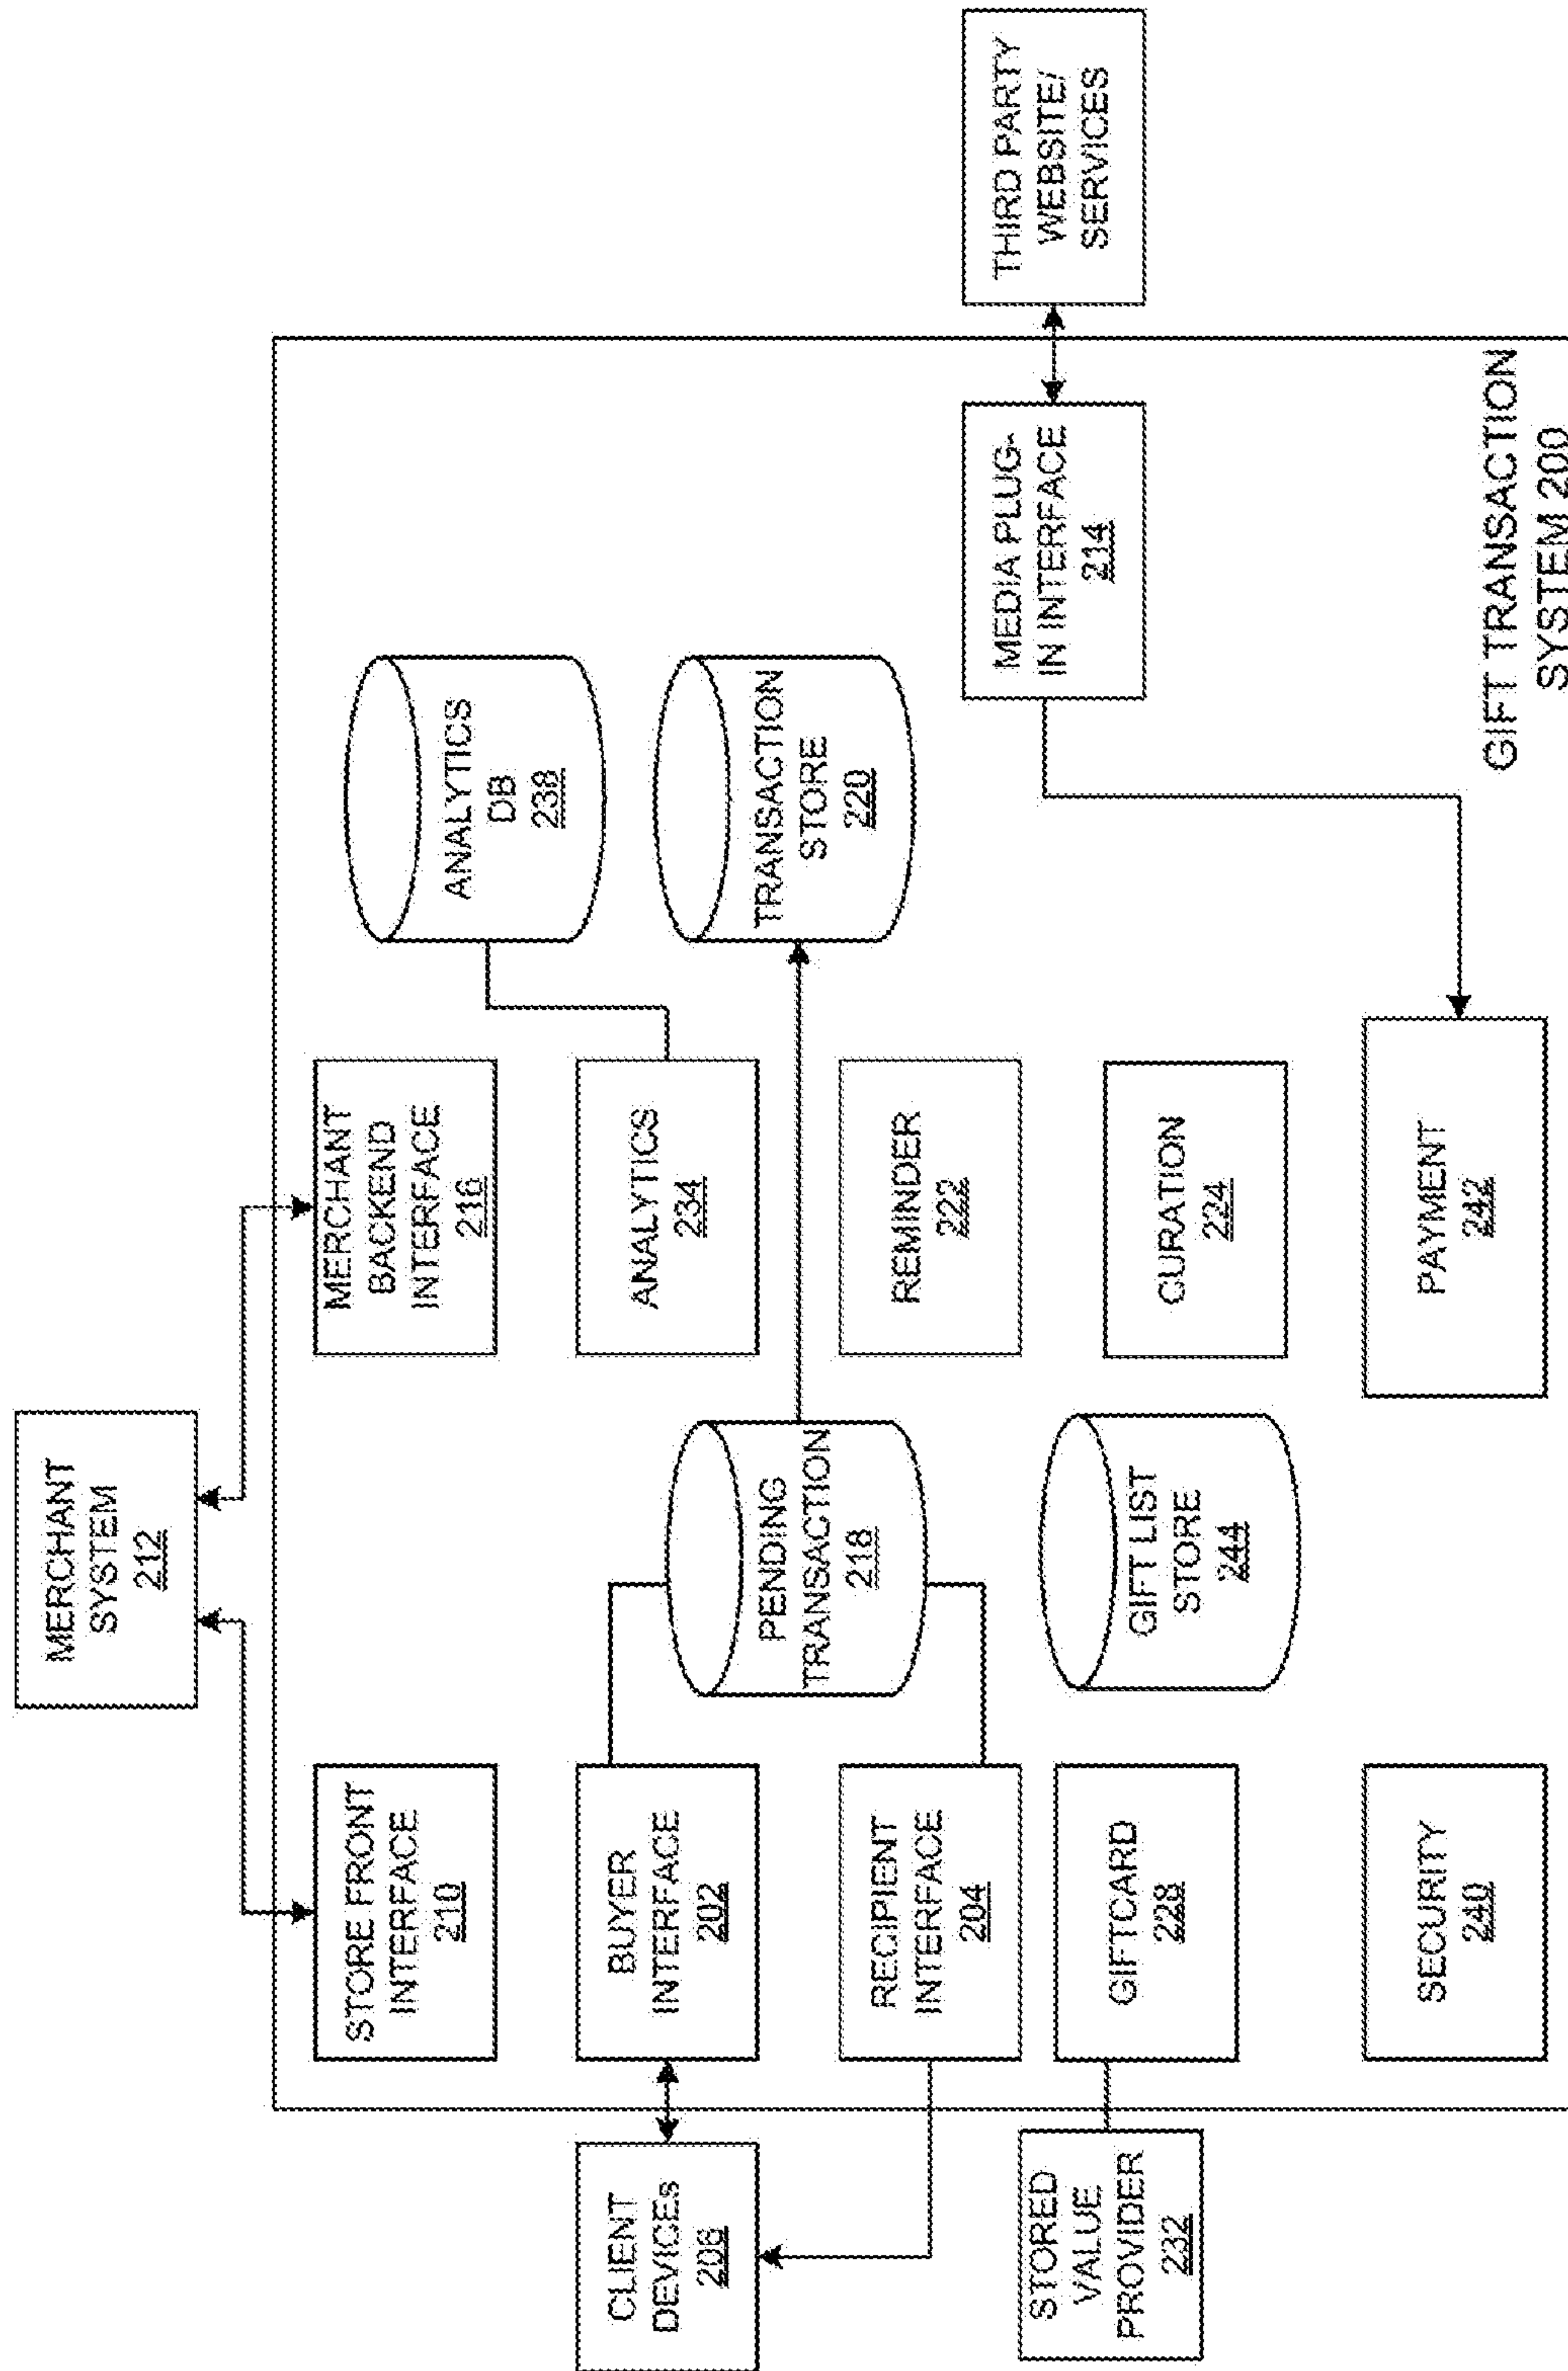 MERCHANT
SYSTEM
212
STORE FRONT
INTERFACE
210
MERCHANT
BACKEND
INTERFACE
216
CLIENT
DEVICEs
206
BUYER
INTERFACE
202
ANALYTICS
234
ANALYTICS
DB
238
PENDING
TRANSACTION
218
TRANSACTION
STORE
220
RECIPIENT
INTERFACE
204
REMINDER
222
STORED
VALUE
PROVIDER
232
GIFTCARD
228
GIFT LIST
STORE
244
CURATION
224
MEDIA PLUG-
IN INTERFACE
214
THIRD PARTY
WEBSITE/
SERVICES
SECURITY
240
PAYMENT
242
GIFT TRANSACTION
SYSTEM 200